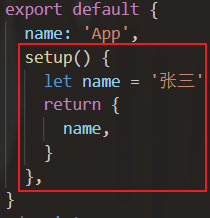 export default {
  name: 'App',
  setup() {
    let name = '张三'
    return {
      name,
    }
  },
}